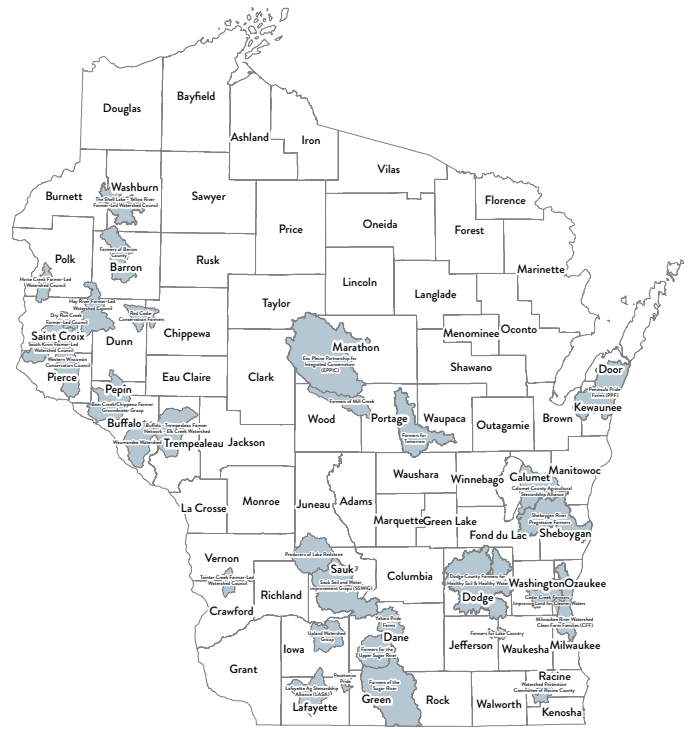 Douglas
Bayfield
Ashland
Iron
Vilas
Burnett
Washburn
The Shell Lake - Yellow River
Farmer-Led Watershed Council
Sawyer
Price
Oneida
Forest
Florence
Polk
Farmers of Barron
County
Barron
Rusk
Lincoln
Langlade
Marinette
Horse Creek Farmer-Led
Watershed Council
Hay River Farmer-Led
Watershed Council
Taylor
Dry Run Creek
Farmer-Led Council
Red Cedar
Conservation Farmers
Saint Croix
Dunn
Chippewa
Menominee
Oconto
South Kinni Farmer-Led
Watershed Council
Western Wisconsin
Conservation Council
Marathon
Eau Pleine Partnership for
Integrated Conservation
(EPPIC)
Shawano
Pierce
Eau Claire
Clark
Door
Pepin
Peninsula Pride
Farms (PPF)
Bear Creek/Chippewa Farmer
Groundwater Group
Farmers of Mill Creek
Kewaunee
Buffalo
Buffalo - Trempealeau Farmer
Network - Elk Creek Watershed
Wood
Portage
Waupaca
Outagamie
Brown
Waumandee Watershed
Trempealeau
Jackson
Farmers for
Tomorrow
Waushara
Winnebago
Calumet
Manitowoc
Calumet County Agricultural
Stewardship Alliance
La Crosse
Monroe
Juneau
Adams
Marquette
Green Lake
Sheboygan River
Progressive Farmers
Fond du Lac
Sheboygan
Vernon
Producers of Lake Redstone
Sauk
Columbia
Dodge County Farmers for
Healthy Soil & Healthy Water
Tainter Creek Farmer-Led
Watershed Council
Richland
Sauk Soil and Water
Improvement Group (SSWIG)
Dodge
Washington
Ozaukee
Cedar Creek Farmers
Improving Land for Cleaner Waters
Crawford
Yahara Pride
Farms
Milwaukee River Watershed
Clean Farm Families (CFF)
Iowa
Upland Watershed
Group
Dane
Farmers for Lake Country
Farmers for the
Upper Sugar River
Jefferson
Waukesha
Milwaukee
Grant
Pecatonica
Pride
Lafayette Ag Stewardship
Alliance (LASA)
Farmers of the
Sugar River
Racine
Watershed Protection
Committee of Racine County
Lafayette
Green
Rock
Walworth
Kenosha